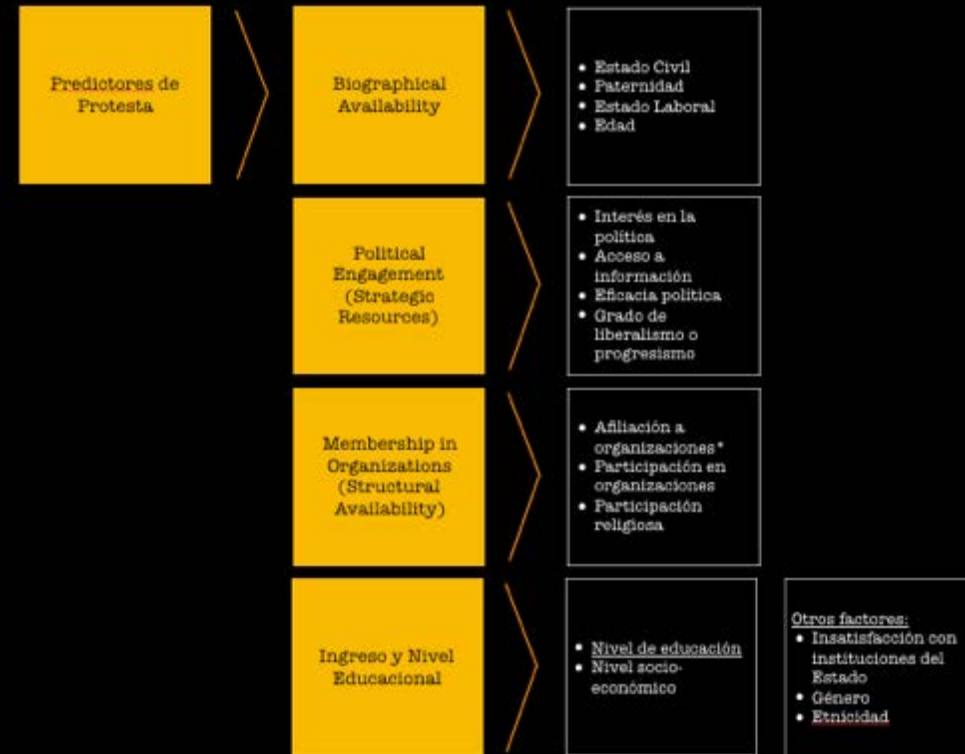 Predictores de
Protesta
Biographical
Availability
• Estado Civil
• Paternidad
• Estado Laboral
• Edad
Political
Engagement
(Strategic
Resources)
• Interés en la
política
• Acceso a
información
• Eficacia política
• Grado de
liberalismo o
progresismo
Membership in
Organizations
(Structural
Availability)
• Afiliación a
organizaciones*
• Participación en
organizaciones
• Participación
religiosa
Ingreso y Nivel
Educacional
• Nivel de educación
• Nivel socio-
económico
Otros factores:
• Insatisfacción con
instituciones del
Estado
• Género
• Etnicidad